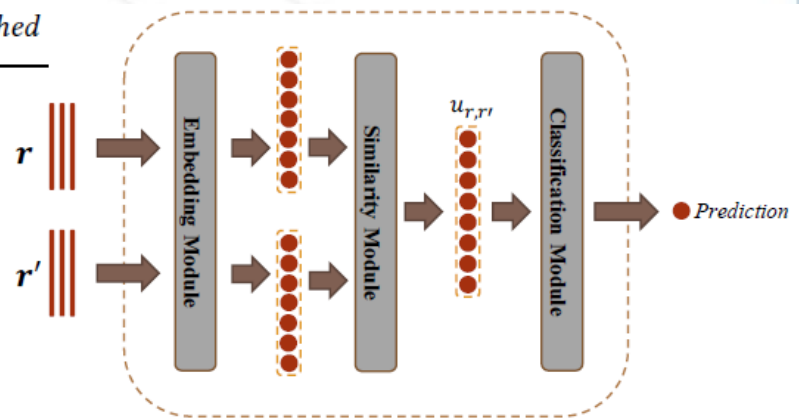 hed
r
r′
Embedding Module
Similarity Module
u_{r,r′}
Classification Module
Prediction